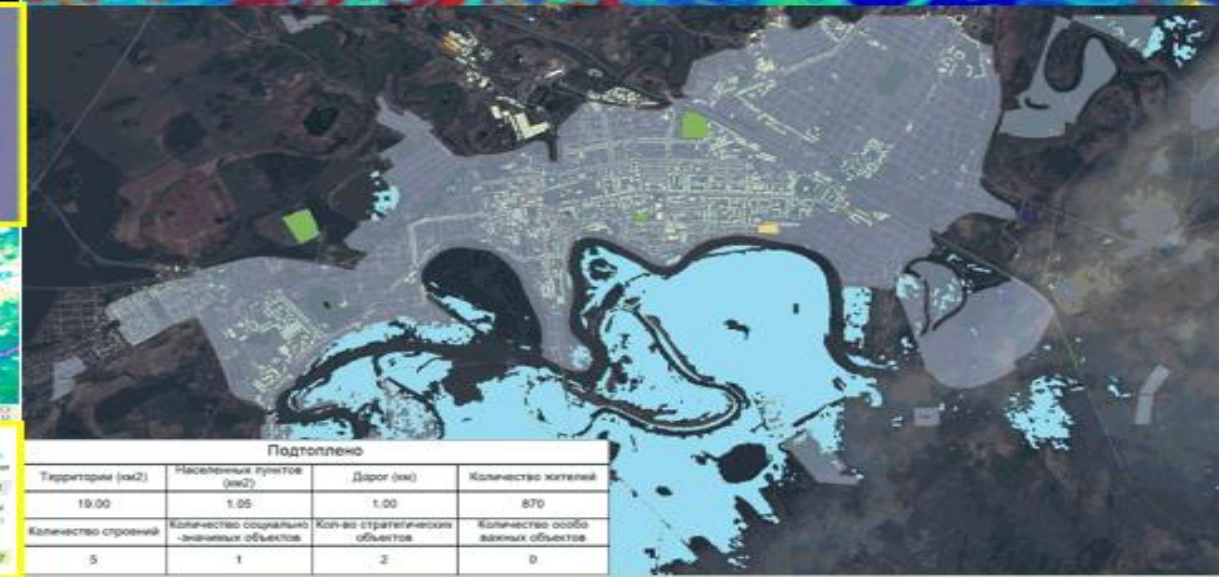 Подтоплено
Территории (км2)
Населенных пунктов (км2)
Дорог (км)
Количество жителей
19.00
1.05
1.00
870
Количество строений
Количество социально -значимых объектов
Кол-во стратегических объектов
Количество особо важных объектов
5
1
2
0